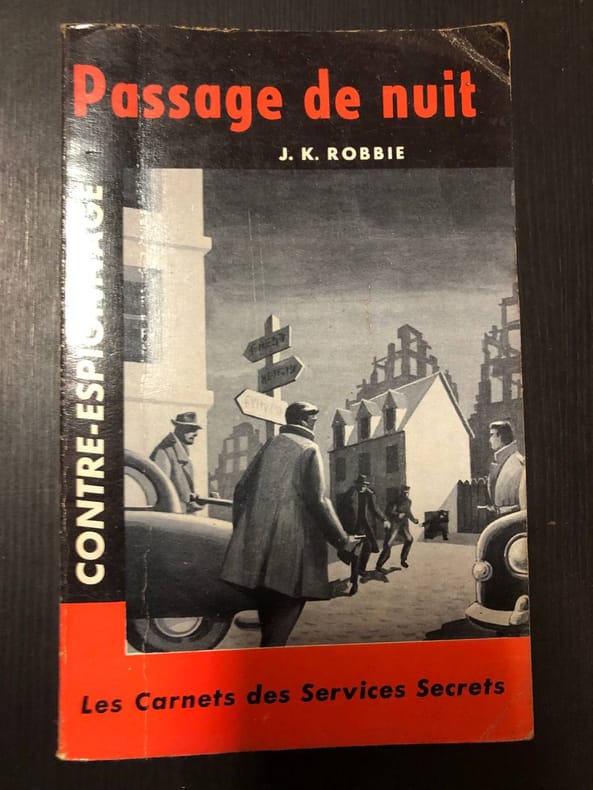 Passage de nuit
J. K. ROBBIE
CONTRE-ESPIONNAGE
Les Carnets des Services Secrets